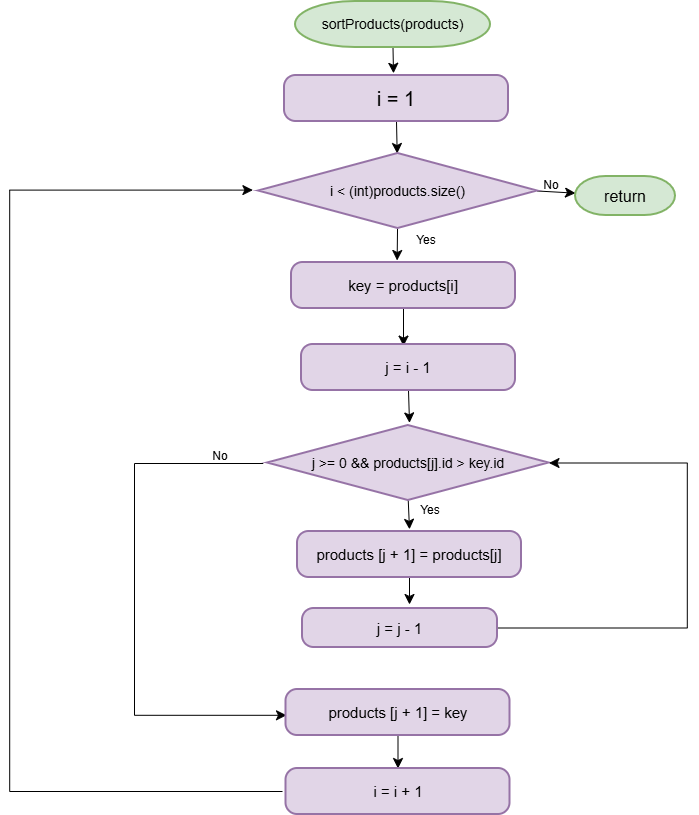 sortProducts(products)
i = 1
i < (int)products.size()
No
return
Yes
key = products[i]
j = i - 1
No
j >= 0 && products[j].id > key.id
Yes
products [j + 1] = products[j]
j = j - 1
products [j + 1] = key
i = i + 1